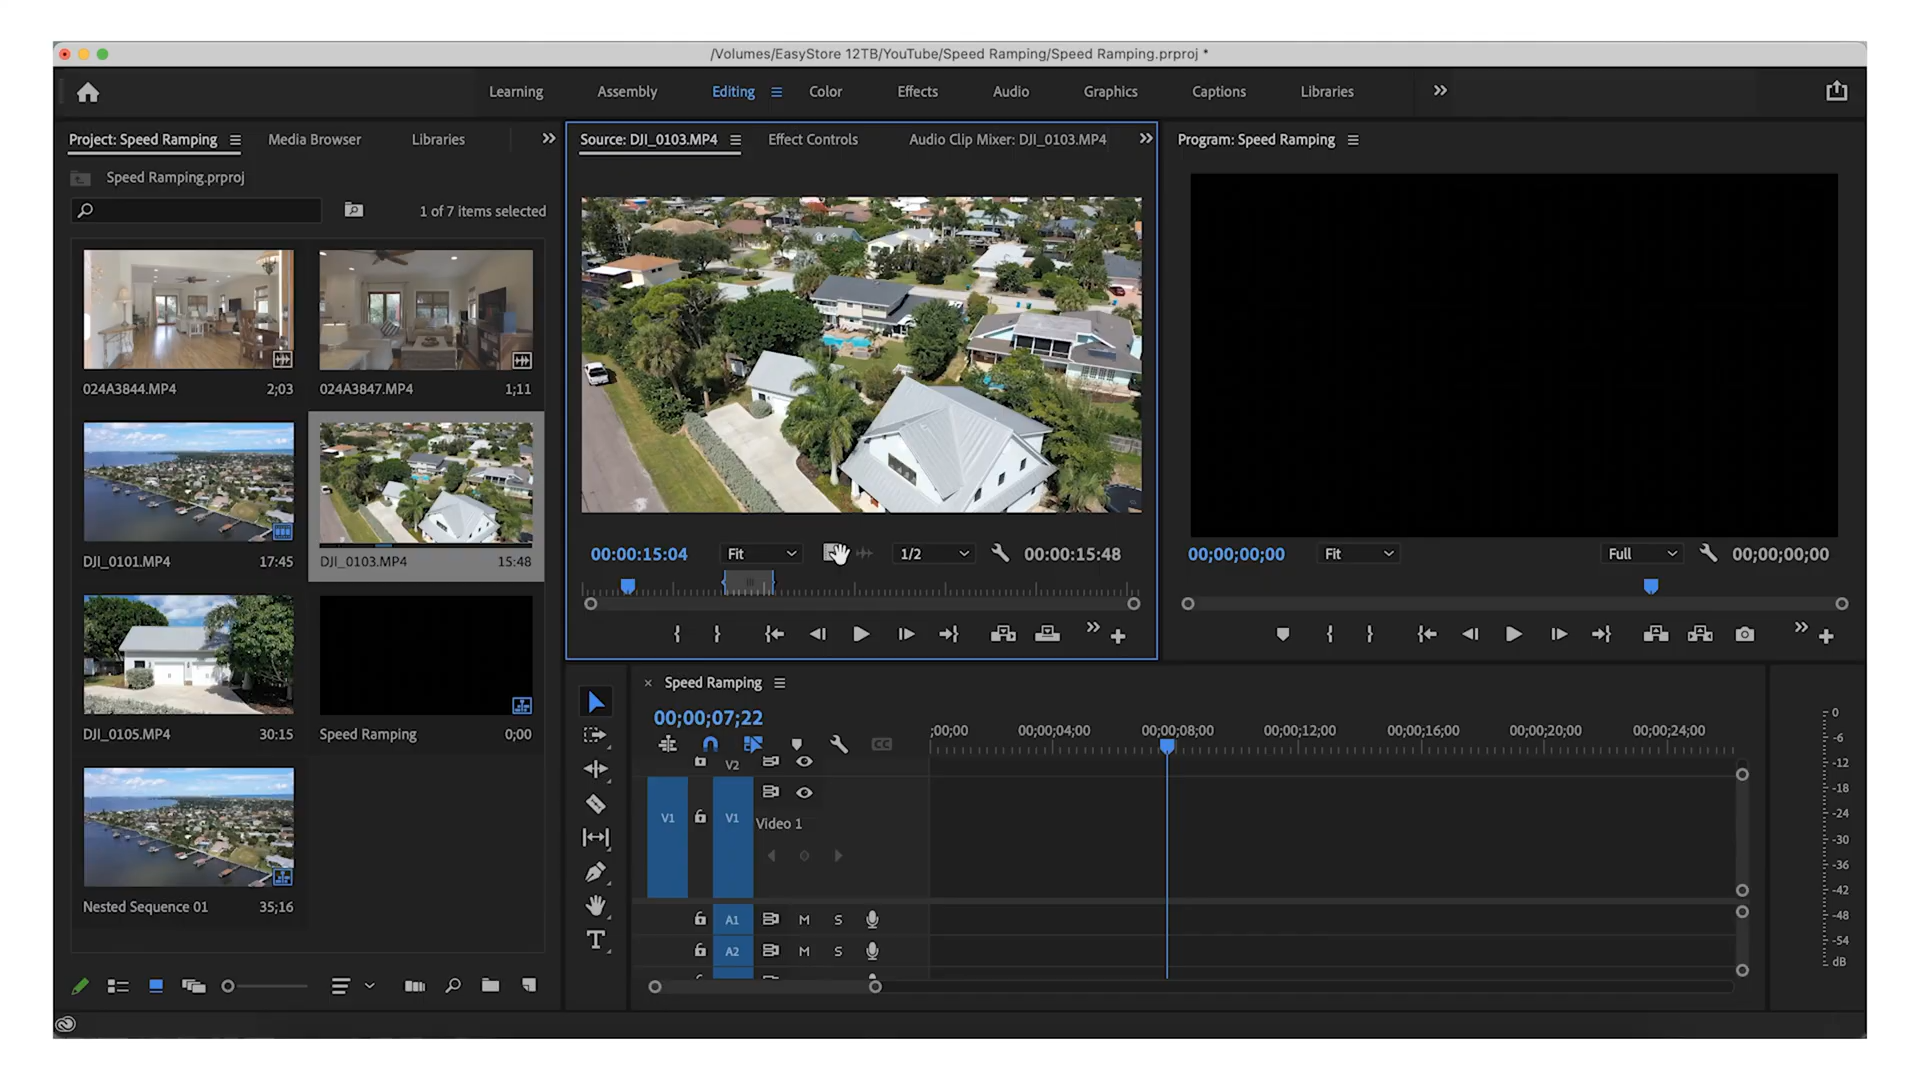 /Volumes/EasyStore 12TB/YouTube/Speed Ramping/Speed Ramping.prproj *
Learning Assembly Editing Color Effects Audio Graphics Captions Libraries
Project: Speed Ramping Media Browser Libraries
Speed Ramping.prproj
1 of 7 items selected
024A3844.MP4 2;03
024A3847.MP4 1;11
DJI_0101.MP4 17:45
DJI_0103.MP4 15:48
DJI_0105.MP4 30:15
Speed Ramping 0;00
Nested Sequence 01 35;16
Source: DJI_0103.MP4 Effect Controls Audio Clip Mixer: DJI_0103.MP4
00:00:15:04 Fit 1/2 00:00:15:48
Program: Speed Ramping
00;00;00;00 Fit Full 00;00;00;00
× Speed Ramping
00;00;07;22
;00;00 00;00;04;00 00;00;08;00 00;00;12;00 00;00;16;00 00;00;20;00 00;00;24;00
CC
V2
V1 V1 Video 1
A1 M S
A2 M S
T
0
-6
-12
-18
-24
-30
-36
-42
-48
-54
dB